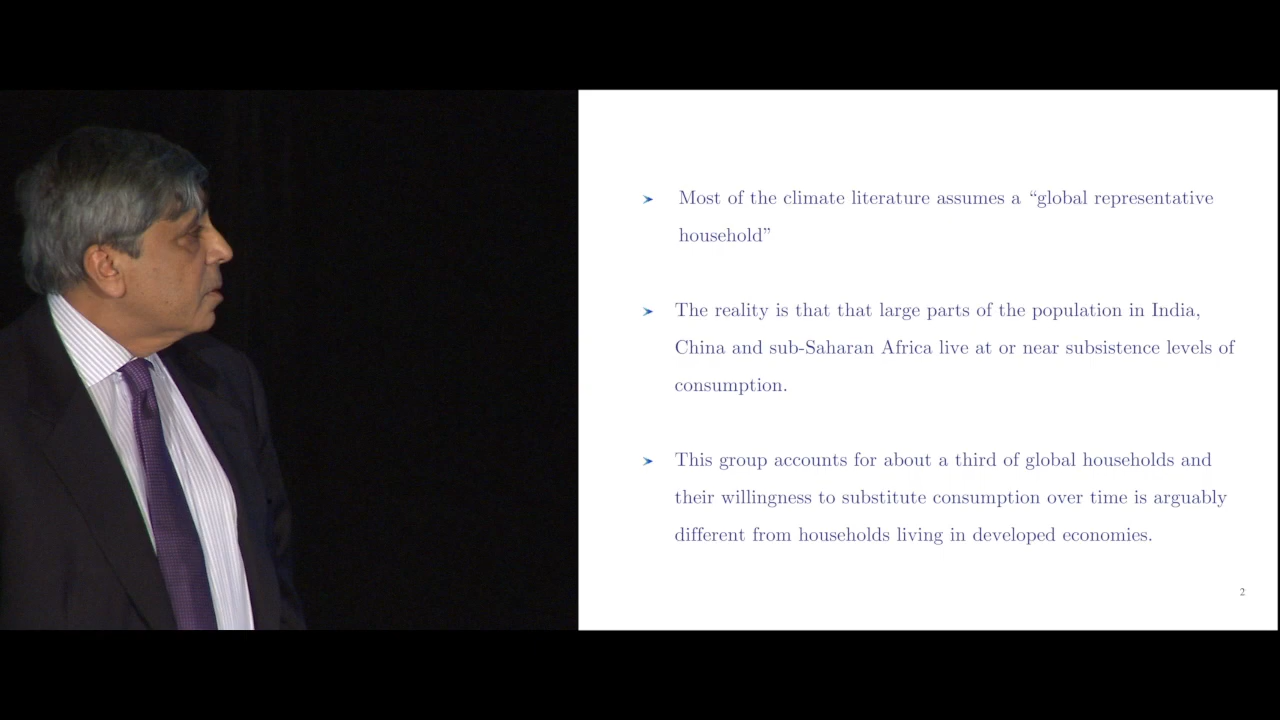 ➤ Most of the climate literature assumes a “global representative
household”
➤ The reality is that that large parts of the population in India,
China and sub-Saharan Africa live at or near subsistence levels of
consumption.
➤ This group accounts for about a third of global households and
their willingness to substitute consumption over time is arguably
different from households living in developed economies.
2